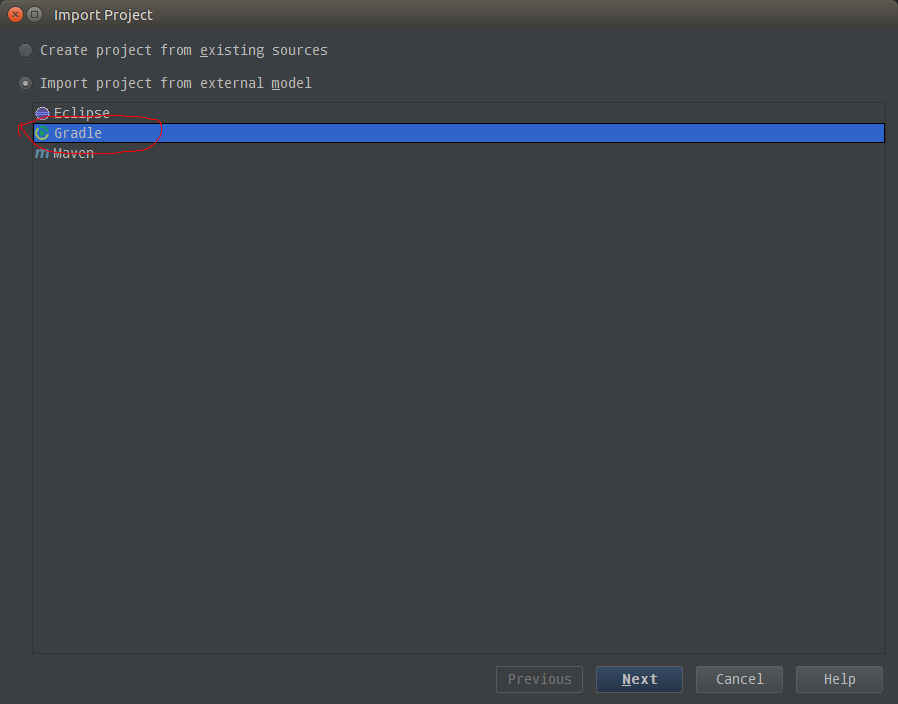 Import Project
Create project from existing sources
Import project from external model
Eclipse
Gradle
m Maven
Previous Next Cancel Help